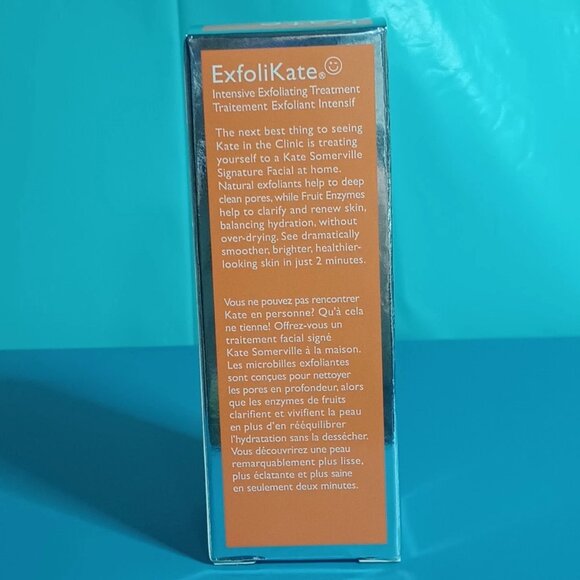 ExfoliKate®
Intensive Exfoliating Treatment
Traitement Exfoliant Intensif
The next best thing to seeing
Kate in the Clinic is treating
yourself to a Kate Somerville
Signature Facial at home.
Natural exfoliants help to deep
clean pores, while Fruit Enzymes
help to clarify and renew skin,
balancing hydration, without
over-drying. See dramatically
smoother, brighter, healthier-
looking skin in just 2 minutes.
Vous ne pouvez pas rencontrer
Kate en personne? Qu'à cela
ne tienne! Offrez-vous un
traitement facial signé
Kate Somerville à la maison.
Les microbilles exfoliantes
sont conçues pour nettoyer
les pores en profondeur, alors
que les enzymes de fruits
clarifient et vivifient la peau
en plus d'en rééquilibrer
l'hydratation sans la dessécher.
Vous découvrirez une peau
remarquablement plus lisse,
plus éclatante et plus saine
en seulement deux minutes.